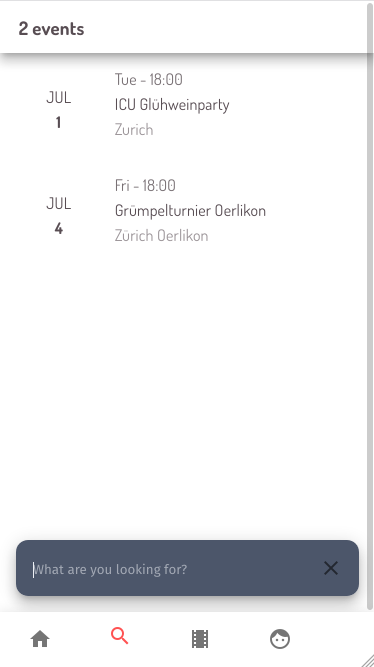 2 events
Tue - 18:00
JUL
ICU Glühweinparty
1
Zurich
Fri - 18:00
JUL
Grümpelturnier Oerlikon
4
Zürich Oerlikon
What are you looking for?